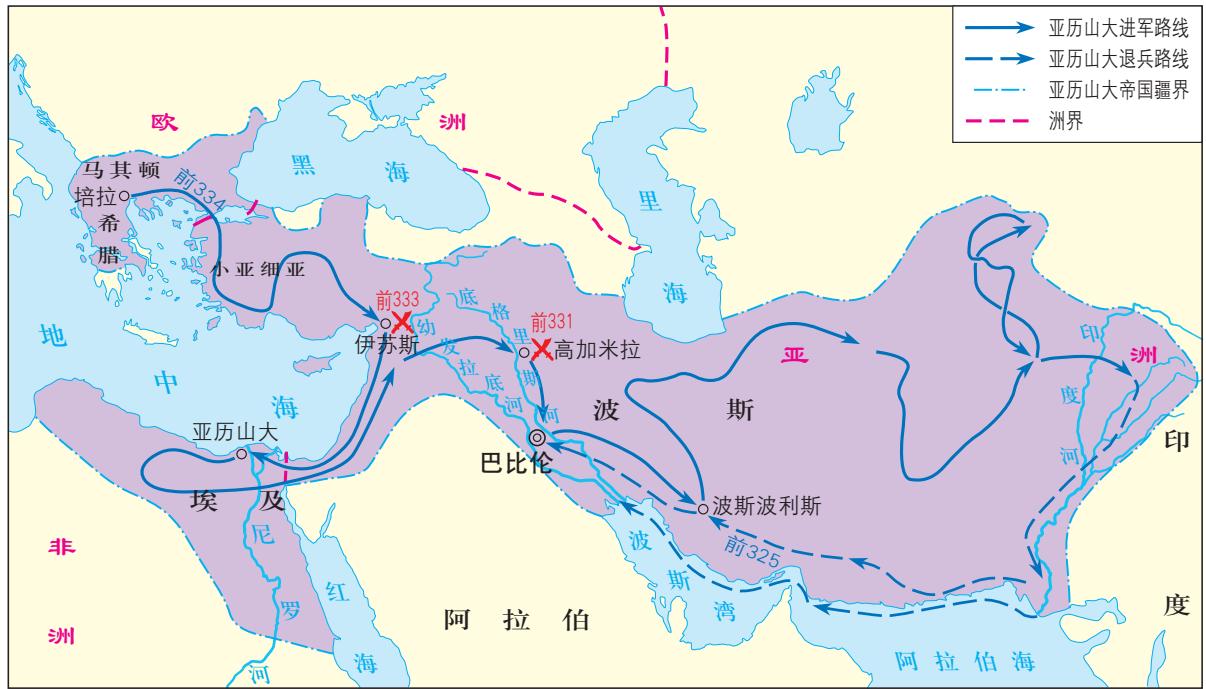 亚历山大进军路线
亚历山大退兵路线
亚历山大帝国疆界
洲界
欧洲
黑海
里海
马其顿
培拉
前334
希腊
小亚细亚
前333
伊苏斯
幼发拉底河
底格里斯河
前331
高加米拉
亚洲
地中海
波斯
印度河
印度
亚历山大
巴比伦
埃及
波斯波利斯
前325
非洲
尼罗河
红海
阿拉伯
波斯湾
阿拉伯海